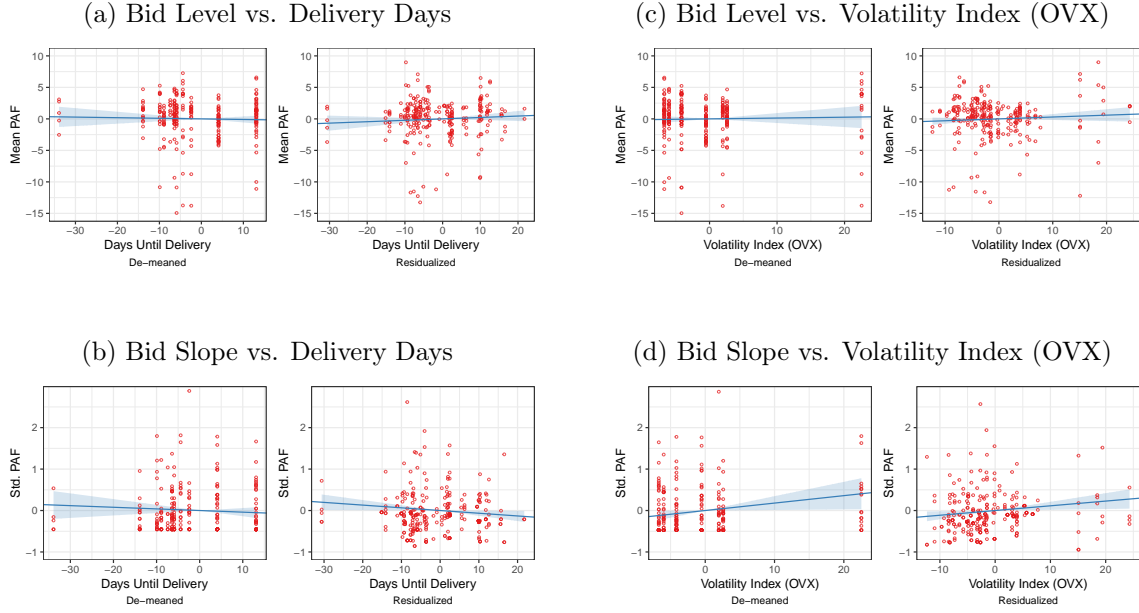 (a) Bid Level vs. Delivery Days
Mean PAF
10
5
0
−5
−10
−15
−30 −20 −10 0 10
Days Until Delivery
De−meaned
Mean PAF
10
5
0
−5
−10
−15
−30 −20 −10 0 10 20
Days Until Delivery
Residualized
(c) Bid Level vs. Volatility Index (OVX)
Mean PAF
10
5
0
−5
−10
−15
0 10 20
Volatility Index (OVX)
De−meaned
Mean PAF
10
5
0
−5
−10
−15
−10 0 10 20
Volatility Index (OVX)
Residualized
(b) Bid Slope vs. Delivery Days
Std. PAF
2
1
0
−1
−30 −20 −10 0 10
Days Until Delivery
De−meaned
Std. PAF
2
1
0
−1
−30 −20 −10 0 10 20
Days Until Delivery
Residualized
(d) Bid Slope vs. Volatility Index (OVX)
Std. PAF
2
1
0
−1
0 10 20
Volatility Index (OVX)
De−meaned
Std. PAF
2
1
0
−1
−10 0 10 20
Volatility Index (OVX)
Residualized